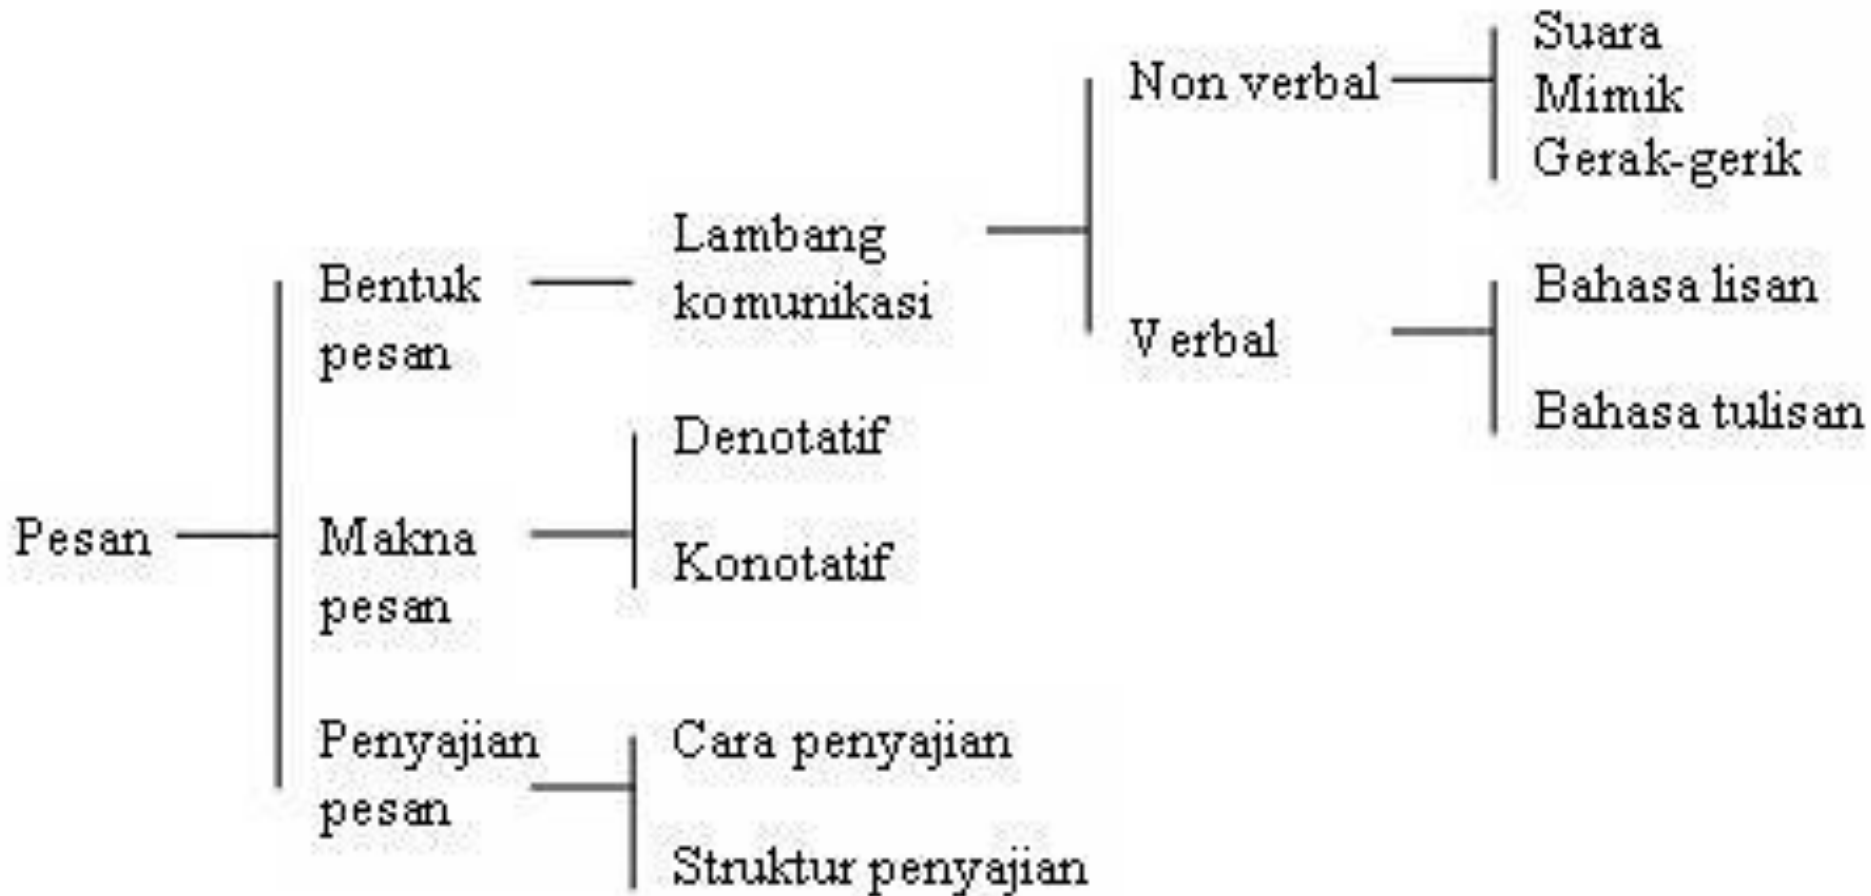 Suara
Non verbal
Mimik
Gerak-gerik
Lambang
komunikasi
Bentuk
pesan
Bahasa lisan
Verbal
Bahasa tulisan
Denotatif
Pesan
Makna
pesan
Konotatif
Penyajian
pesan
Cara penyajian
Struktur penyajian